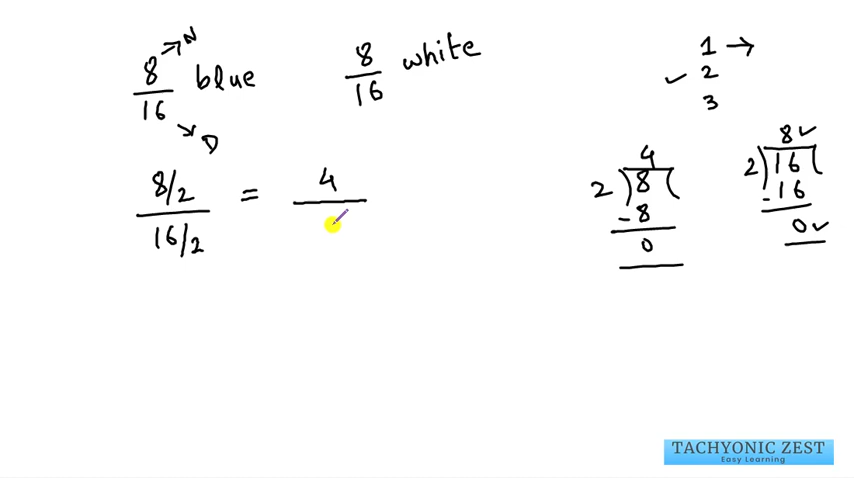 8/16 blue → N → D
8/16 white
1 →
✓ 2
3
8/2 / 16/2 = 4/
4
2)8(
-8
0
8✓
2)16(
-16
0✓
TACHYONIC ZEST
Easy Learning